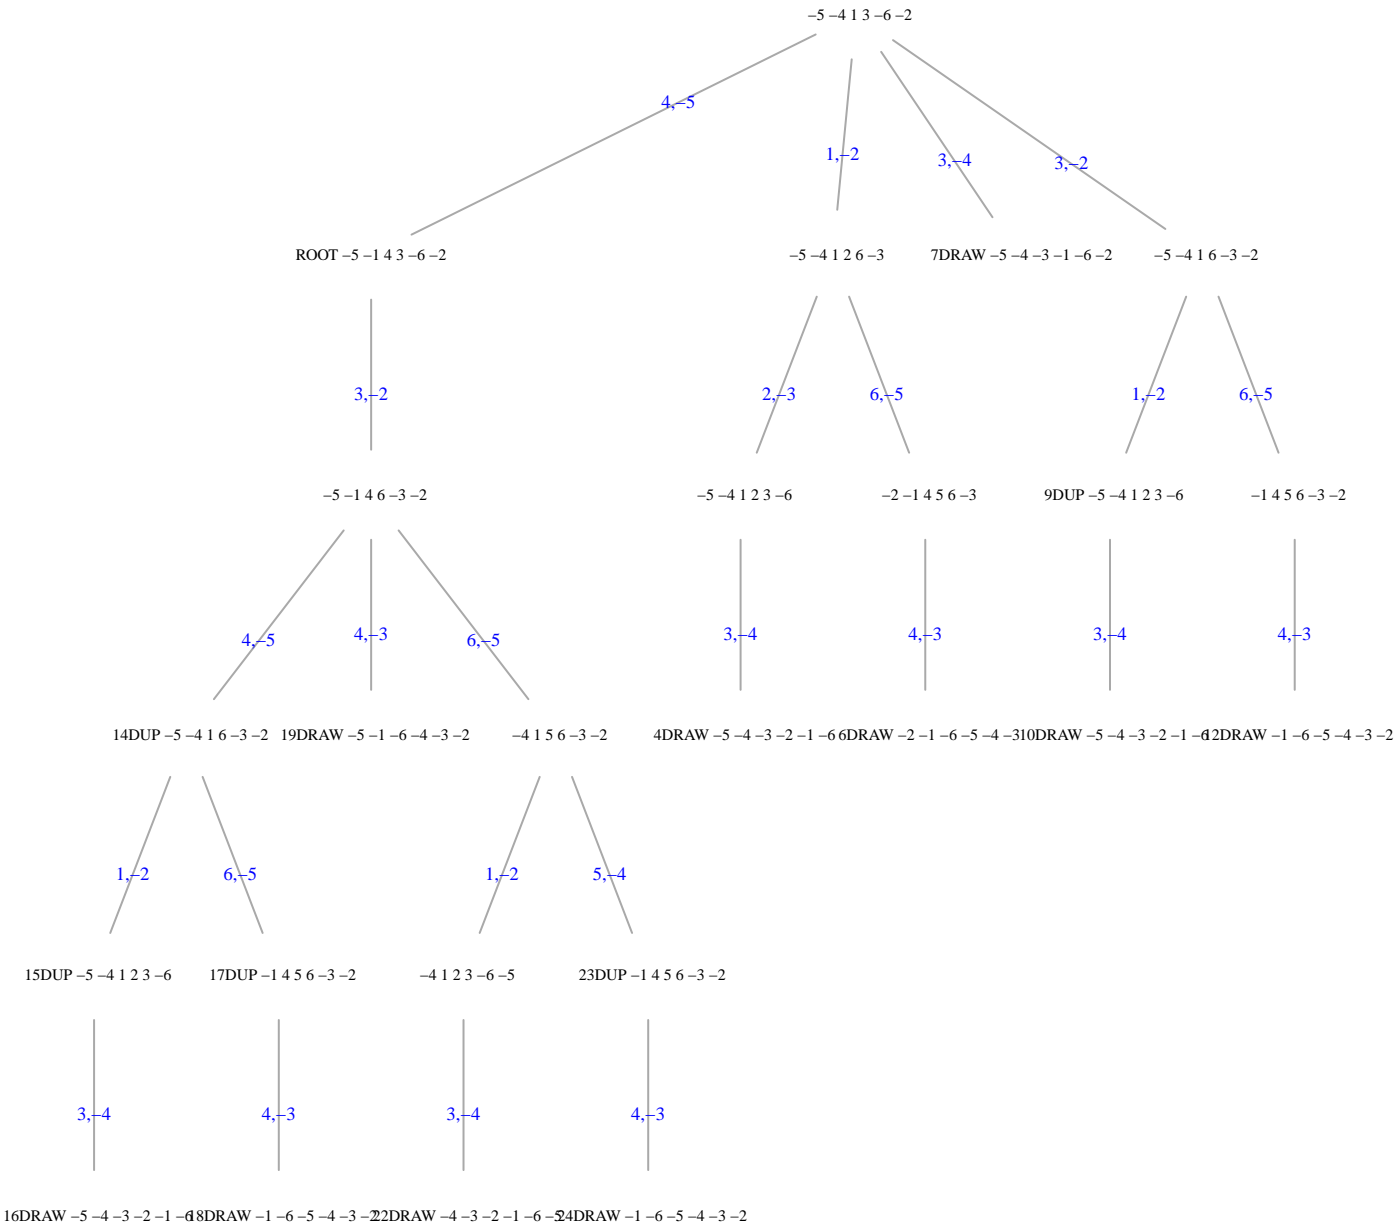 −5 −4 1 3 −6 −2
4,−5
1,−2
3,−4
3,−2
ROOT −5 −1 4 3 −6 −2
−5 −4 1 2 6 −3
7DRAW −5 −4 −3 −1 −6 −2
−5 −4 1 6 −3 −2
3,−2
2,−3
6,−5
1,−2
6,−5
−5 −1 4 6 −3 −2
−5 −4 1 2 3 −6
−2 −1 4 5 6 −3
9DUP −5 −4 1 2 3 −6
−1 4 5 6 −3 −2
4,−5
4,−3
6,−5
3,−4
4,−3
3,−4
4,−3
14DUP −5 −4 1 6 −3 −2
19DRAW −5 −1 −6 −4 −3 −2
−4 1 5 6 −3 −2
4DRAW −5 −4 −3 −2 −1 −6
6DRAW −2 −1 −6 −5 −4 −3
10DRAW −5 −4 −3 −2 −1 −6
12DRAW −1 −6 −5 −4 −3 −2
1,−2
6,−5
1,−2
5,−4
15DUP −5 −4 1 2 3 −6
17DUP −1 4 5 6 −3 −2
−4 1 2 3 −6 −5
23DUP −1 4 5 6 −3 −2
3,−4
4,−3
3,−4
4,−3
16DRAW −5 −4 −3 −2 −1 −6
18DRAW −1 −6 −5 −4 −3 −2
22DRAW −4 −3 −2 −1 −6 −5
24DRAW −1 −6 −5 −4 −3 −2